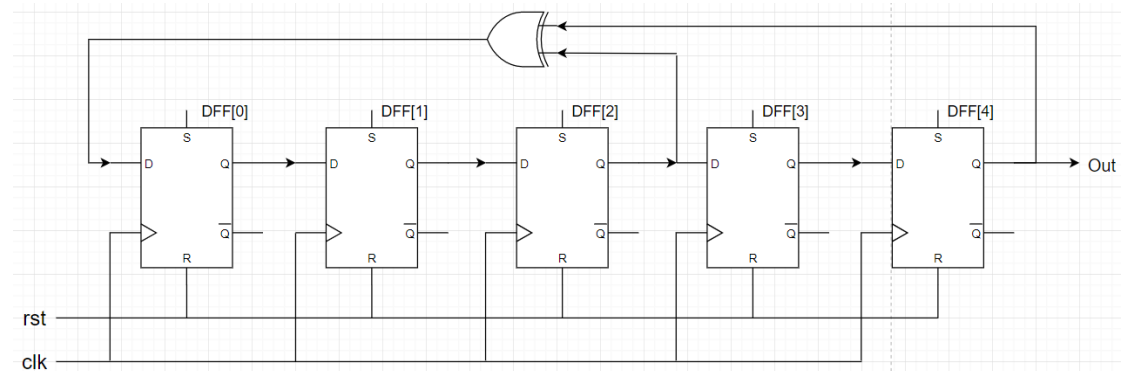 DFF[0] DFF[1] DFF[2] DFF[3] DFF[4]
S S S S S
D Q D Q D Q D Q D Q Out
Q Q Q Q Q
R R R R R
rst
clk